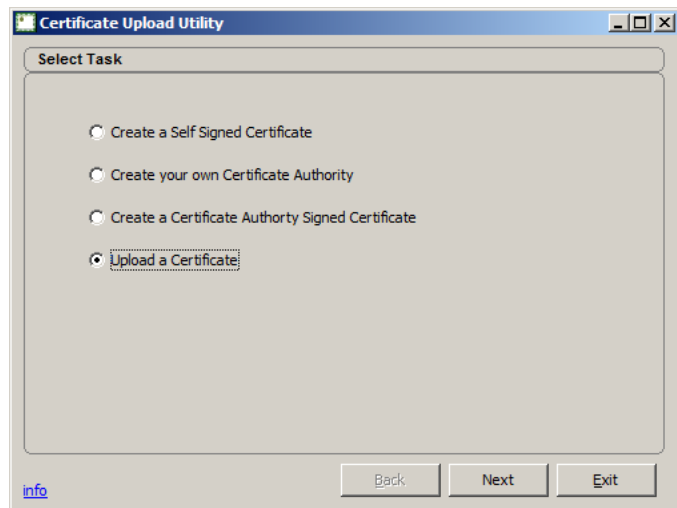 Certificate Upload Utility
Select Task
Create a Self Signed Certificate
Create your own Certificate Authority
Create a Certificate Authorty Signed Certificate
Upload a Certificate
info
Back
Next
Exit